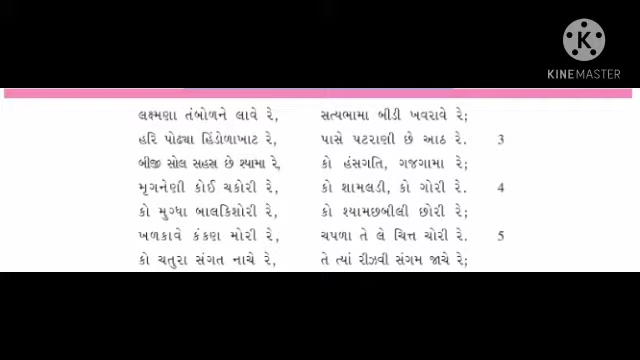 K
KINEMASTER
લક્ષ્મણા તંબોળને લાવે રે, સત્યભામા બીડી ખવરાવે રે;
હરિ પોઢ્યા હિંડોળાખાટ રે, પાસે પટરાણી છે આઠ રે. 3
બીજી સોલ સહસ્ર છે શ્યામા રે, કો હંસગતિ, ગજગામા રે;
મૃગનેણી કોઈ ચકોરી રે, કો શામલડી, કો ગોરી રે. 4
કો મુગ્ધા બાલકિશોરી રે, કો શ્યામછબીલી છોરી રે;
ખળકાવે કંકણ મોરી રે, ચપળા તે લે ચિત્ત ચોરી રે. 5
કો ચતુરા સંગત નાચે રે, તે ત્યાં રીઝવી સંગમ જાચે રે;